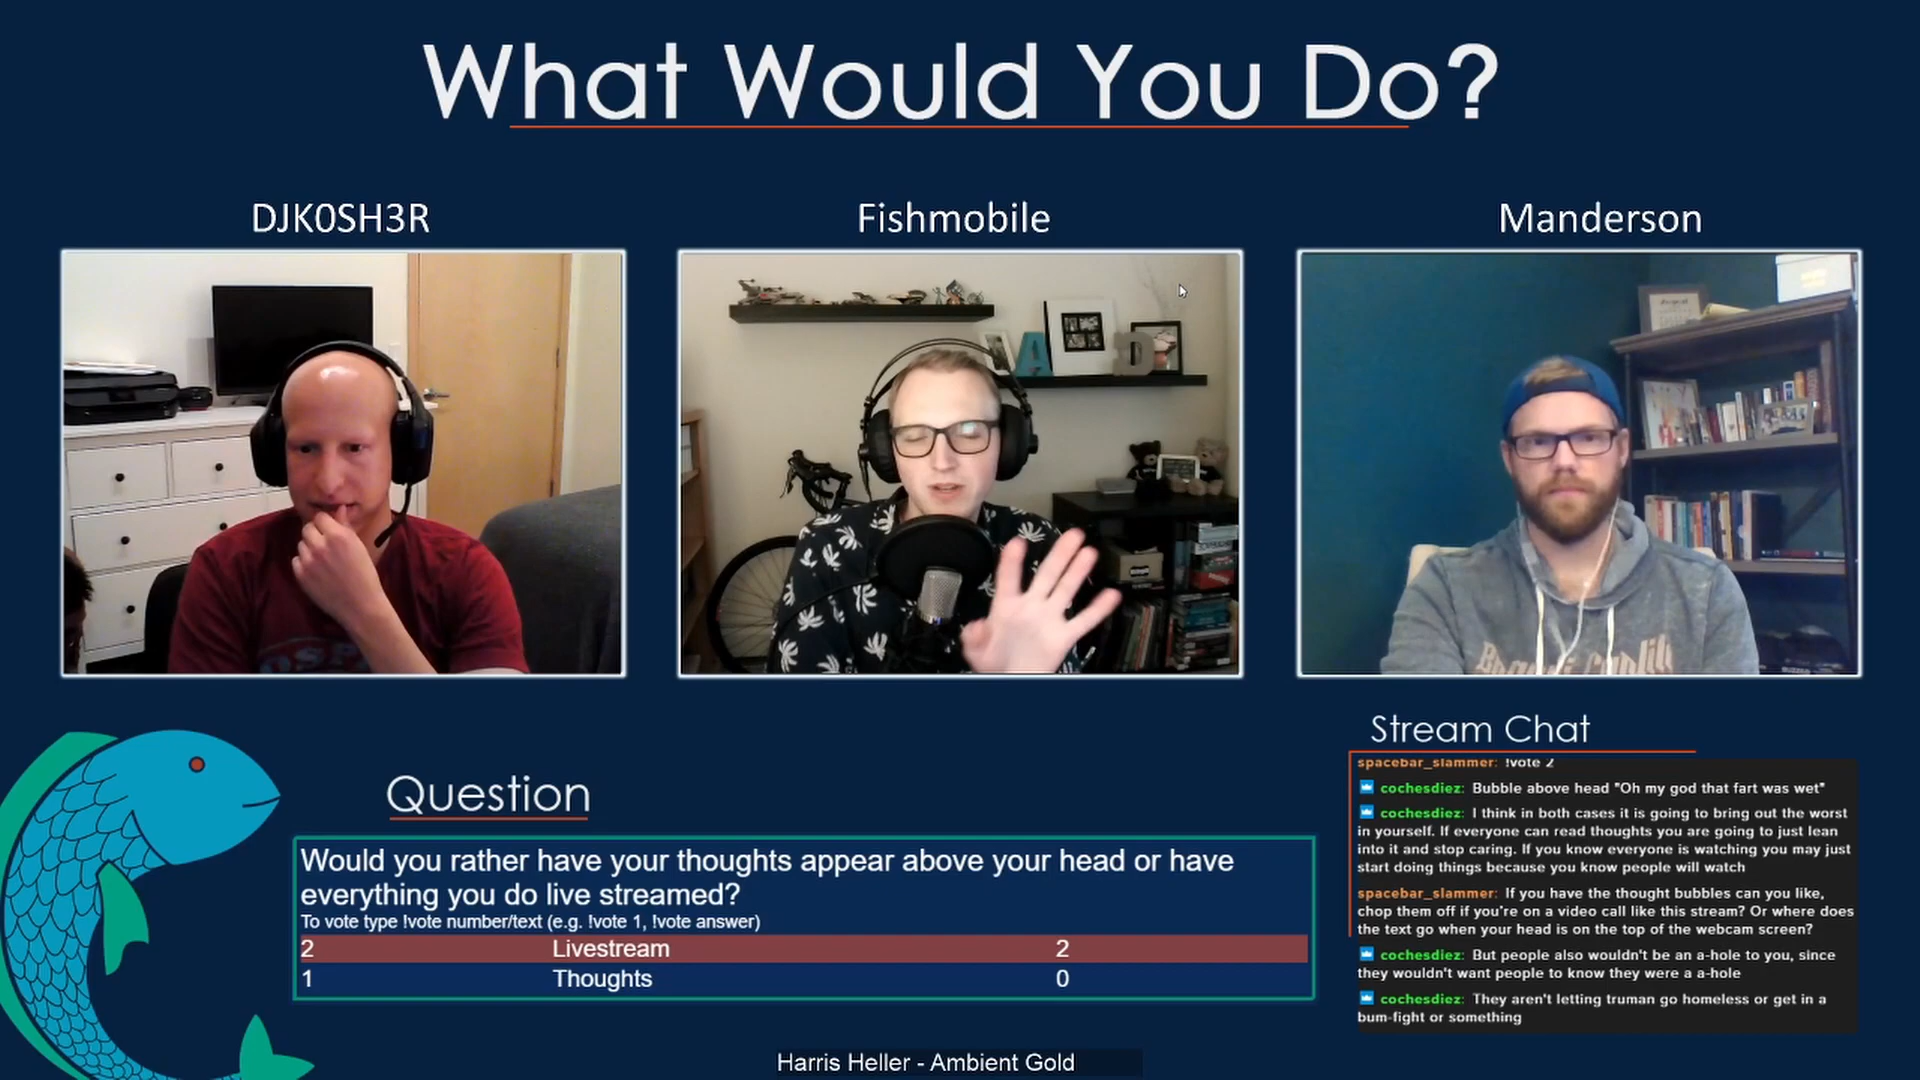 What Would You Do?
DJK0SH3R
Fishmobile
Manderson
A
D
Stream Chat
spacebar_slammer: !vote 2
cochesdiez: Bubble above head "Oh my god that fart was wet"
cochesdiez: I think in both cases it is going to bring out the worst
in yourself. If everyone can read thoughts you are going to just lean
into it and stop caring. If you know everyone is watching you may just
start doing things because you know people will watch
spacebar_slammer: If you have the thought bubbles can you like,
chop them off if you're on a video call like this stream? Or where does
the text go when your head is on the top of the webcam screen?
cochesdiez: But people also wouldn't be an a-hole to you, since
they wouldn't want people to know they were a a-hole
cochesdiez: They aren't letting truman go homeless or get in a
bum-fight or something
Question
Would you rather have your thoughts appear above your head or have
everything you do live streamed?
To vote type !vote number/text (e.g. !vote 1, !vote answer)
2 Livestream 2
1 Thoughts 0
Harris Heller - Ambient Gold